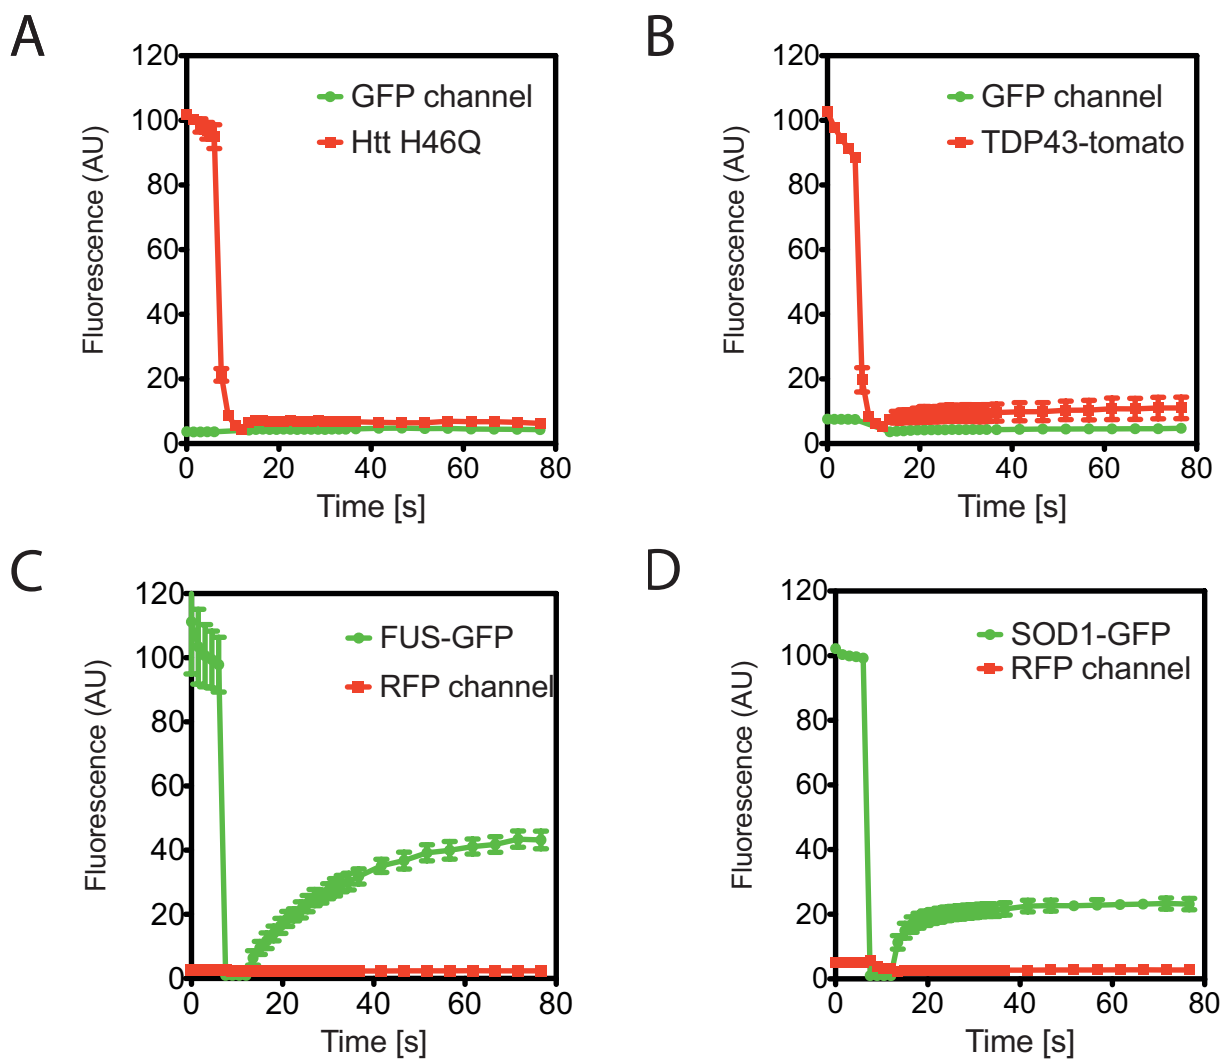 A
120
100
80
60
40
20
0
Fluorescence (AU)
GFP channel
Htt H46Q
0 20 40 60 80
Time [s]
B
120
100
80
60
40
20
0
Fluorescence (AU)
GFP channel
TDP43-tomato
0 20 40 60 80
Time [s]
C
120
100
80
60
40
20
0
Fluorescence (AU)
FUS-GFP
RFP channel
0 20 40 60 80
Time [s]
D
120
100
80
60
40
20
0
Fluorescence (AU)
SOD1-GFP
RFP channel
0 20 40 60 80
Time [s]